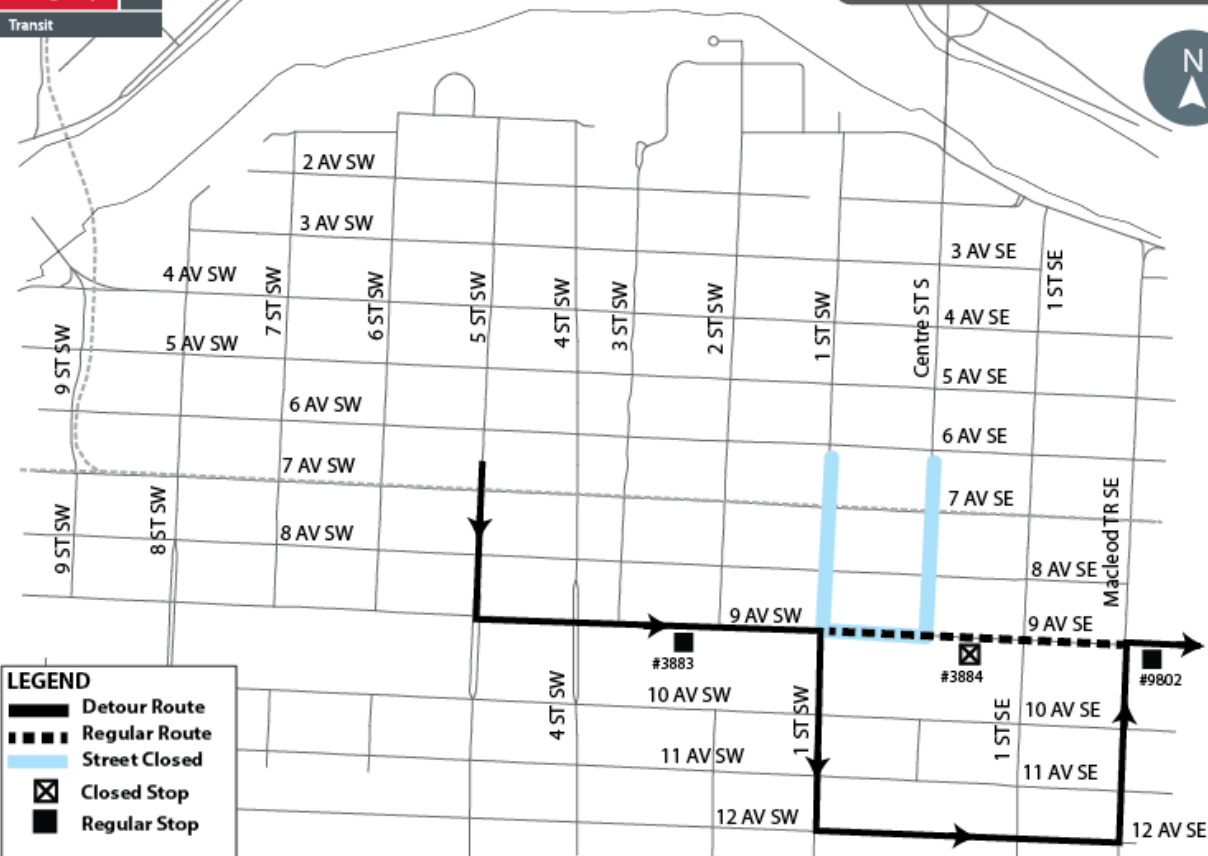 Transit
N
2 AV SW
3 AV SW
3 AV SE
4 AV SW
4 AV SE
5 AV SW
5 AV SE
6 AV SW
6 AV SE
7 AV SW
7 AV SE
8 AV SW
8 AV SE
9 AV SW
9 AV SE
10 AV SW
10 AV SE
11 AV SW
11 AV SE
12 AV SW
12 AV SE
9 ST SW
9 ST SW
8 ST SW
7 ST SW
6 ST SW
5 ST SW
4 ST SW
4 ST SW
3 ST SW
2 ST SW
1 ST SW
1 ST SW
Centre ST S
1 ST SE
1 ST SE
Macleod TR SE
#3883
#3884
#9802
LEGEND
Detour Route
Regular Route
Street Closed
Closed Stop
Regular Stop